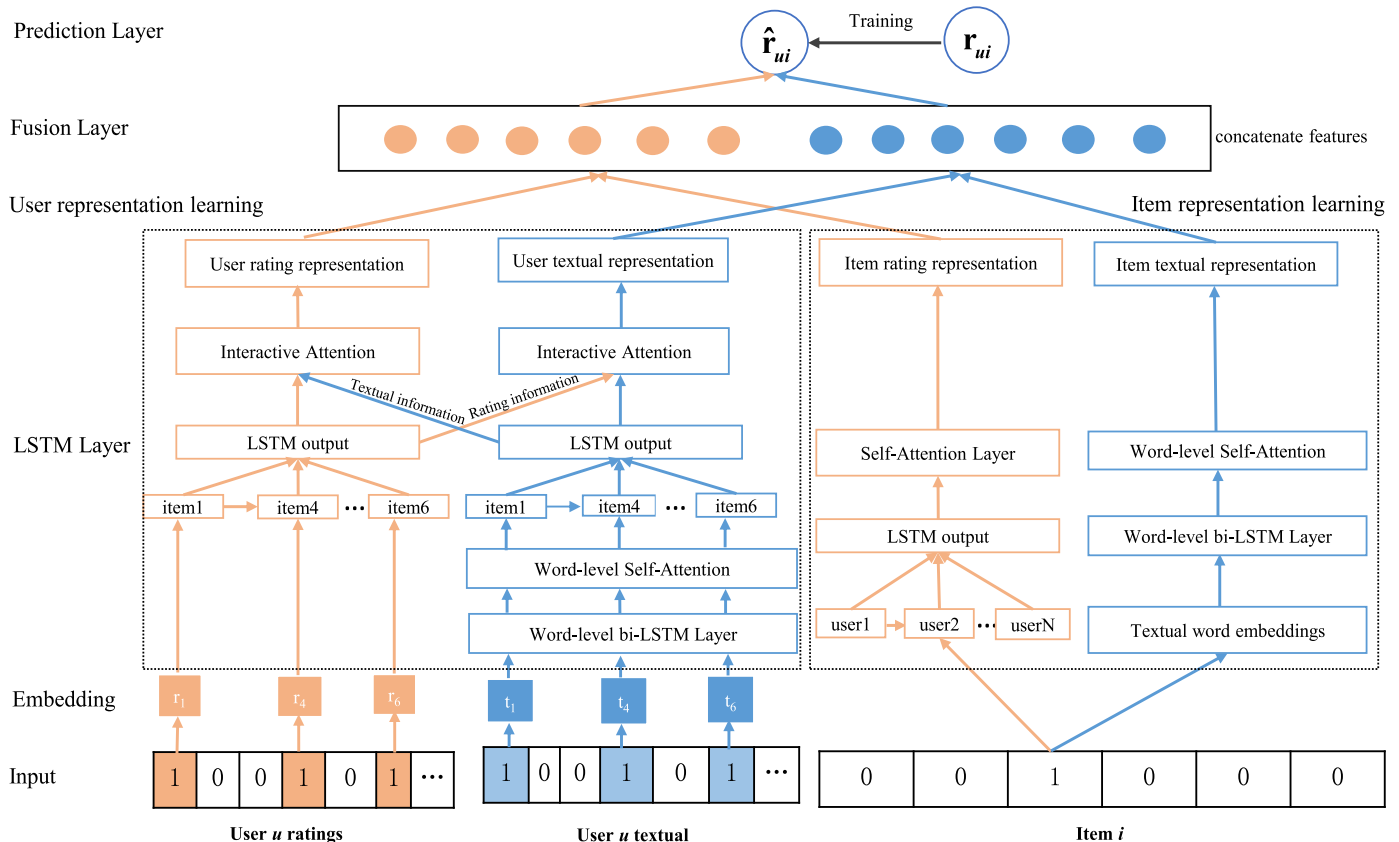 Prediction Layer
r̂ui
Training
rui
Fusion Layer
concatenate features
User representation learning
Item representation learning
User rating representation
User textual representation
Item rating representation
Item textual representation
Interactive Attention
Interactive Attention
Textual information
Rating information
LSTM Layer
LSTM output
LSTM output
Self-Attention Layer
Word-level Self-Attention
item1
item4
...
item6
item1
item4
...
item6
LSTM output
Word-level bi-LSTM Layer
Word-level Self-Attention
user1
user2
...
userN
Textual word embeddings
Word-level bi-LSTM Layer
Embedding
r1
r4
r6
t1
t4
t6
Input
1 0 0 1 0 1 ...
1 0 0 1 0 1 ...
0 0 1 0 0 0
User u ratings
User u textual
Item i